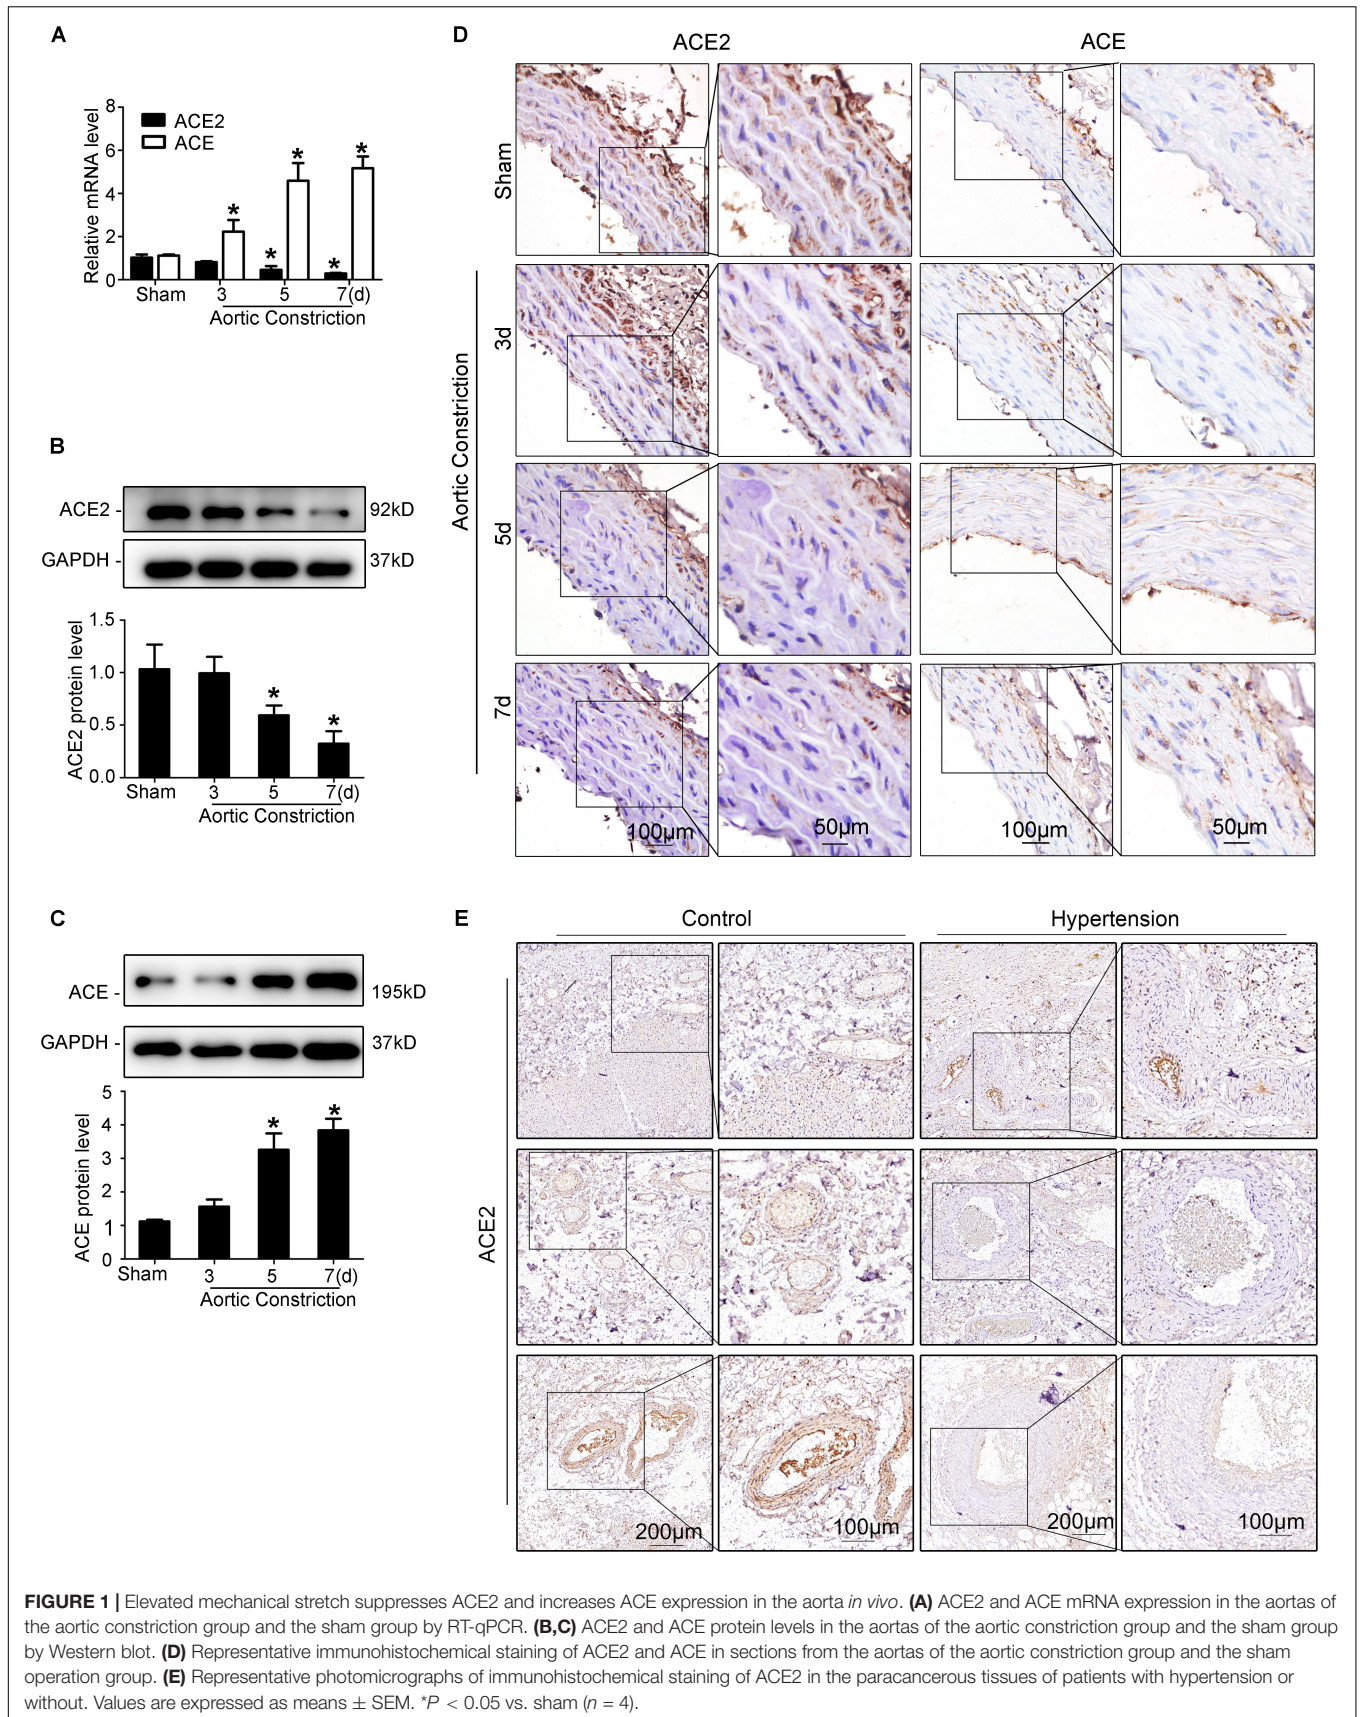 A
8
6
4
2
0
Relative mRNA level
ACE2
ACE
* * * * *
Sham 3 5 7(d)
Aortic Constriction
B
ACE2 - 92kD
GAPDH - 37kD
1.5
1.0
0.5
0.0
ACE2 protein level
* *
Sham 3 5 7(d)
Aortic Constriction
C
ACE - 195kD
GAPDH - 37kD
5
4
3
2
1
0
ACE protein level
* *
Sham 3 5 7(d)
Aortic Constriction
D
ACE2 ACE
Sham
3d
5d
7d
Aortic Constriction
100µm 50µm 100µm 50µm
E
Control Hypertension
ACE2
200µm 100µm 200µm 100µm
FIGURE 1 | Elevated mechanical stretch suppresses ACE2 and increases ACE expression in the aorta in vivo. (A) ACE2 and ACE mRNA expression in the aortas of
the aortic constriction group and the sham group by RT-qPCR. (B,C) ACE2 and ACE protein levels in the aortas of the aortic constriction group and the sham group
by Western blot. (D) Representative immunohistochemical staining of ACE2 and ACE in sections from the aortas of the aortic constriction group and the sham
operation group. (E) Representative photomicrographs of immunohistochemical staining of ACE2 in the paracancerous tissues of patients with hypertension or
without. Values are expressed as means ± SEM. *P < 0.05 vs. sham (n = 4).